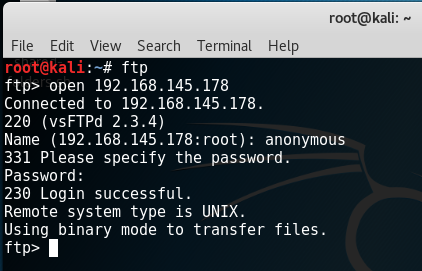 root@kali: ~
File Edit View Search Terminal Help
root@kali:~# ftp
ftp> open 192.168.145.178
Connected to 192.168.145.178.
220 (vsFTPd 2.3.4)
Name (192.168.145.178:root): anonymous
331 Please specify the password.
Password:
230 Login successful.
Remote system type is UNIX.
Using binary mode to transfer files.
ftp>